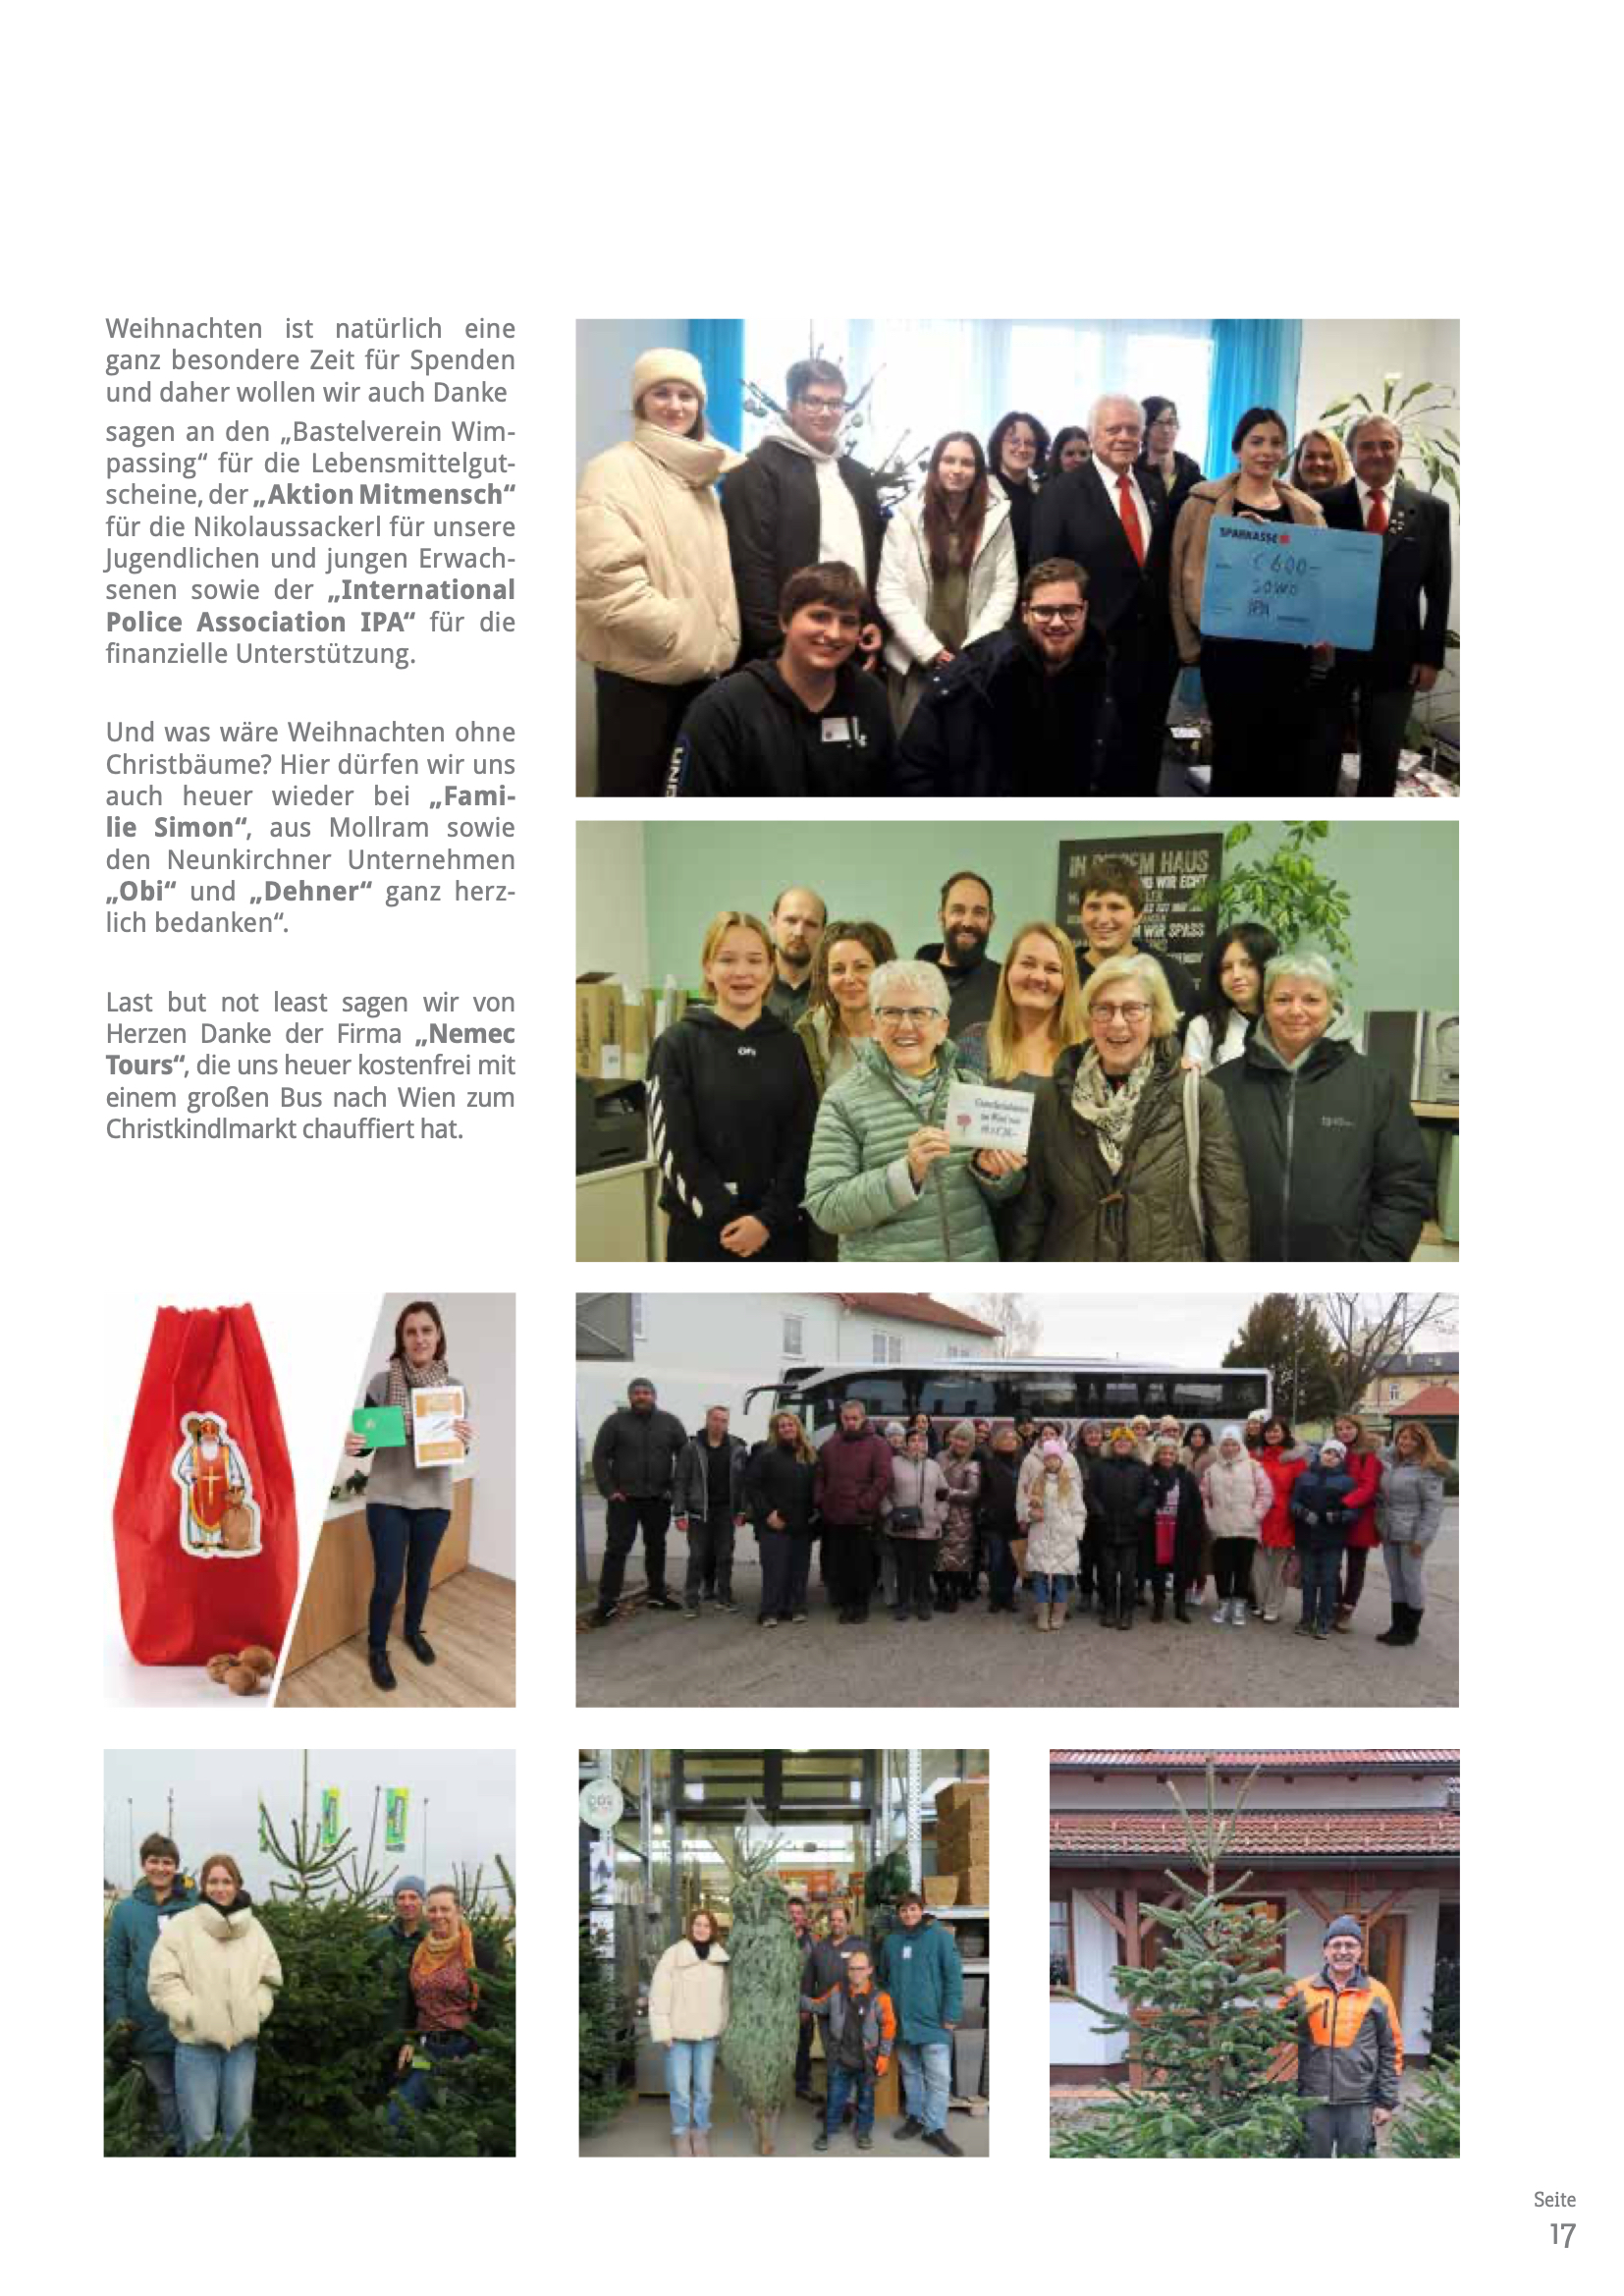 Weihnachten ist natürlich eine
ganz besondere Zeit für Spenden
und daher wollen wir auch Danke
sagen an den „Bastelverein Wim-
passing“ für die Lebensmittelgut-
scheine, der „Aktion Mitmensch“
für die Nikolaussackerl für unsere
Jugendlichen und jungen Erwach-
senen sowie der „International
Police Association IPA“ für die
finanzielle Unterstützung.
Und was wäre Weihnachten ohne
Christbäume? Hier dürfen wir uns
auch heuer wieder bei „Fami-
lie Simon“, aus Mollram sowie
den Neunkirchner Unternehmen
„Obi“ und „Dehner“ ganz herz-
lich bedanken“.
Last but not least sagen wir von
Herzen Danke der Firma „Nemec
Tours“, die uns heuer kostenfrei mit
einem großen Bus nach Wien zum
Christkindlmarkt chauffiert hat.
SPARKASSE
€ 600-
SOWO
IPA
IN DIESEM HAUS
WIR ECHT
WIR SPASS
Seite
17